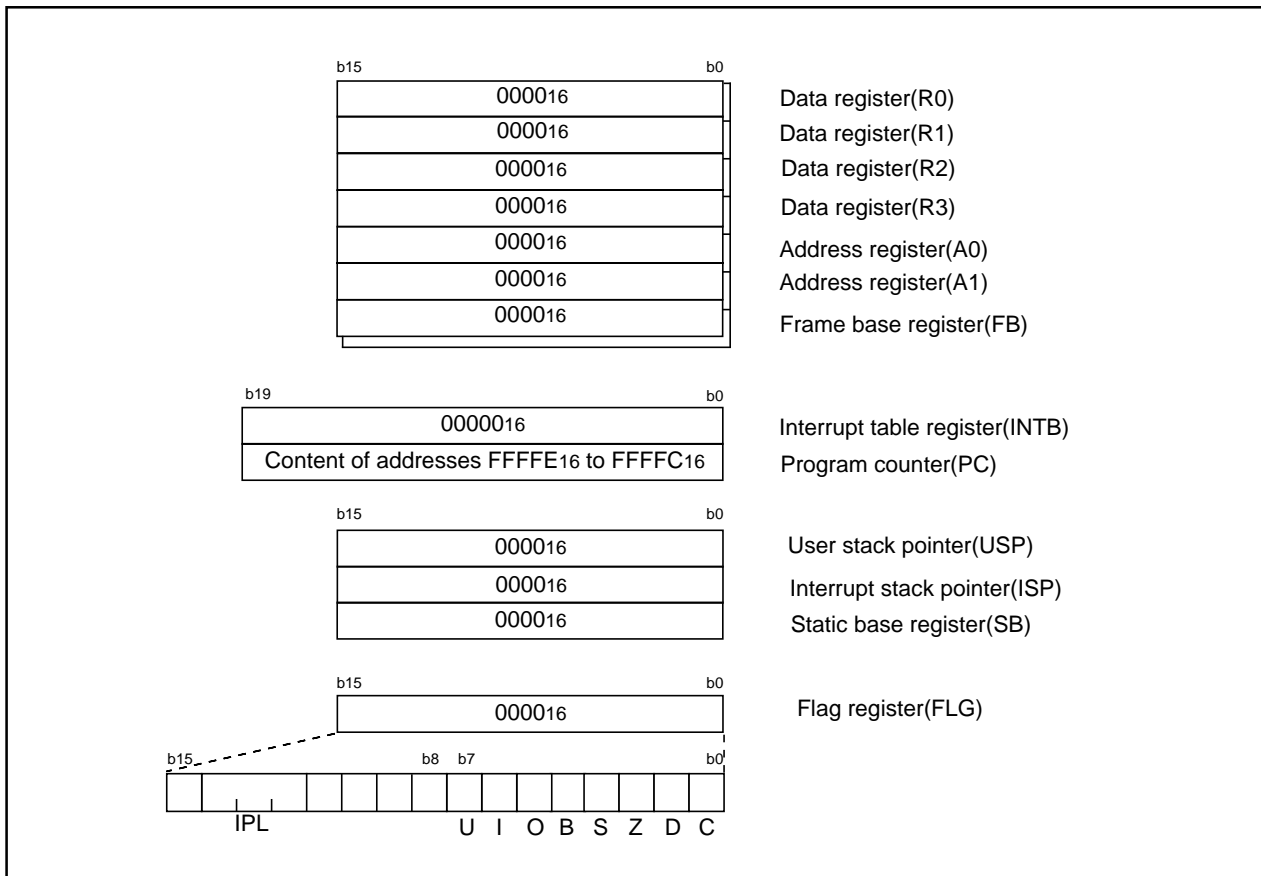 b15 b0
000016 Data register(R0)
000016 Data register(R1)
000016 Data register(R2)
000016 Data register(R3)
000016 Address register(A0)
000016 Address register(A1)
000016 Frame base register(FB)
b19 b0
0000016 Interrupt table register(INTB)
Content of addresses FFFFE16 to FFFFC16 Program counter(PC)
b15 b0
000016 User stack pointer(USP)
000016 Interrupt stack pointer(ISP)
000016 Static base register(SB)
b15 b0
000016 Flag register(FLG)
b15 b8 b7 b0
IPL U I O B S Z D C